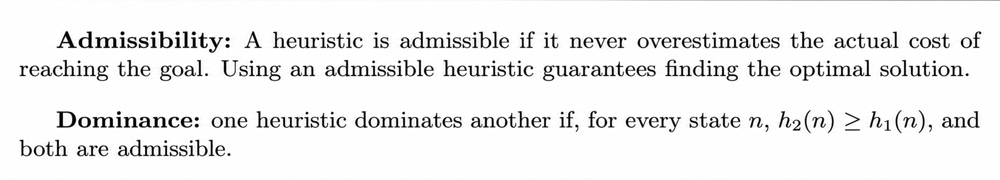 Admissibility: A heuristic is admissible if it never overestimates the actual cost of
reaching the goal. Using an admissible heuristic guarantees finding the optimal solution.
Dominance: one heuristic dominates another if, for every state n, h₂(n) ≥ h₁(n), and
both are admissible.